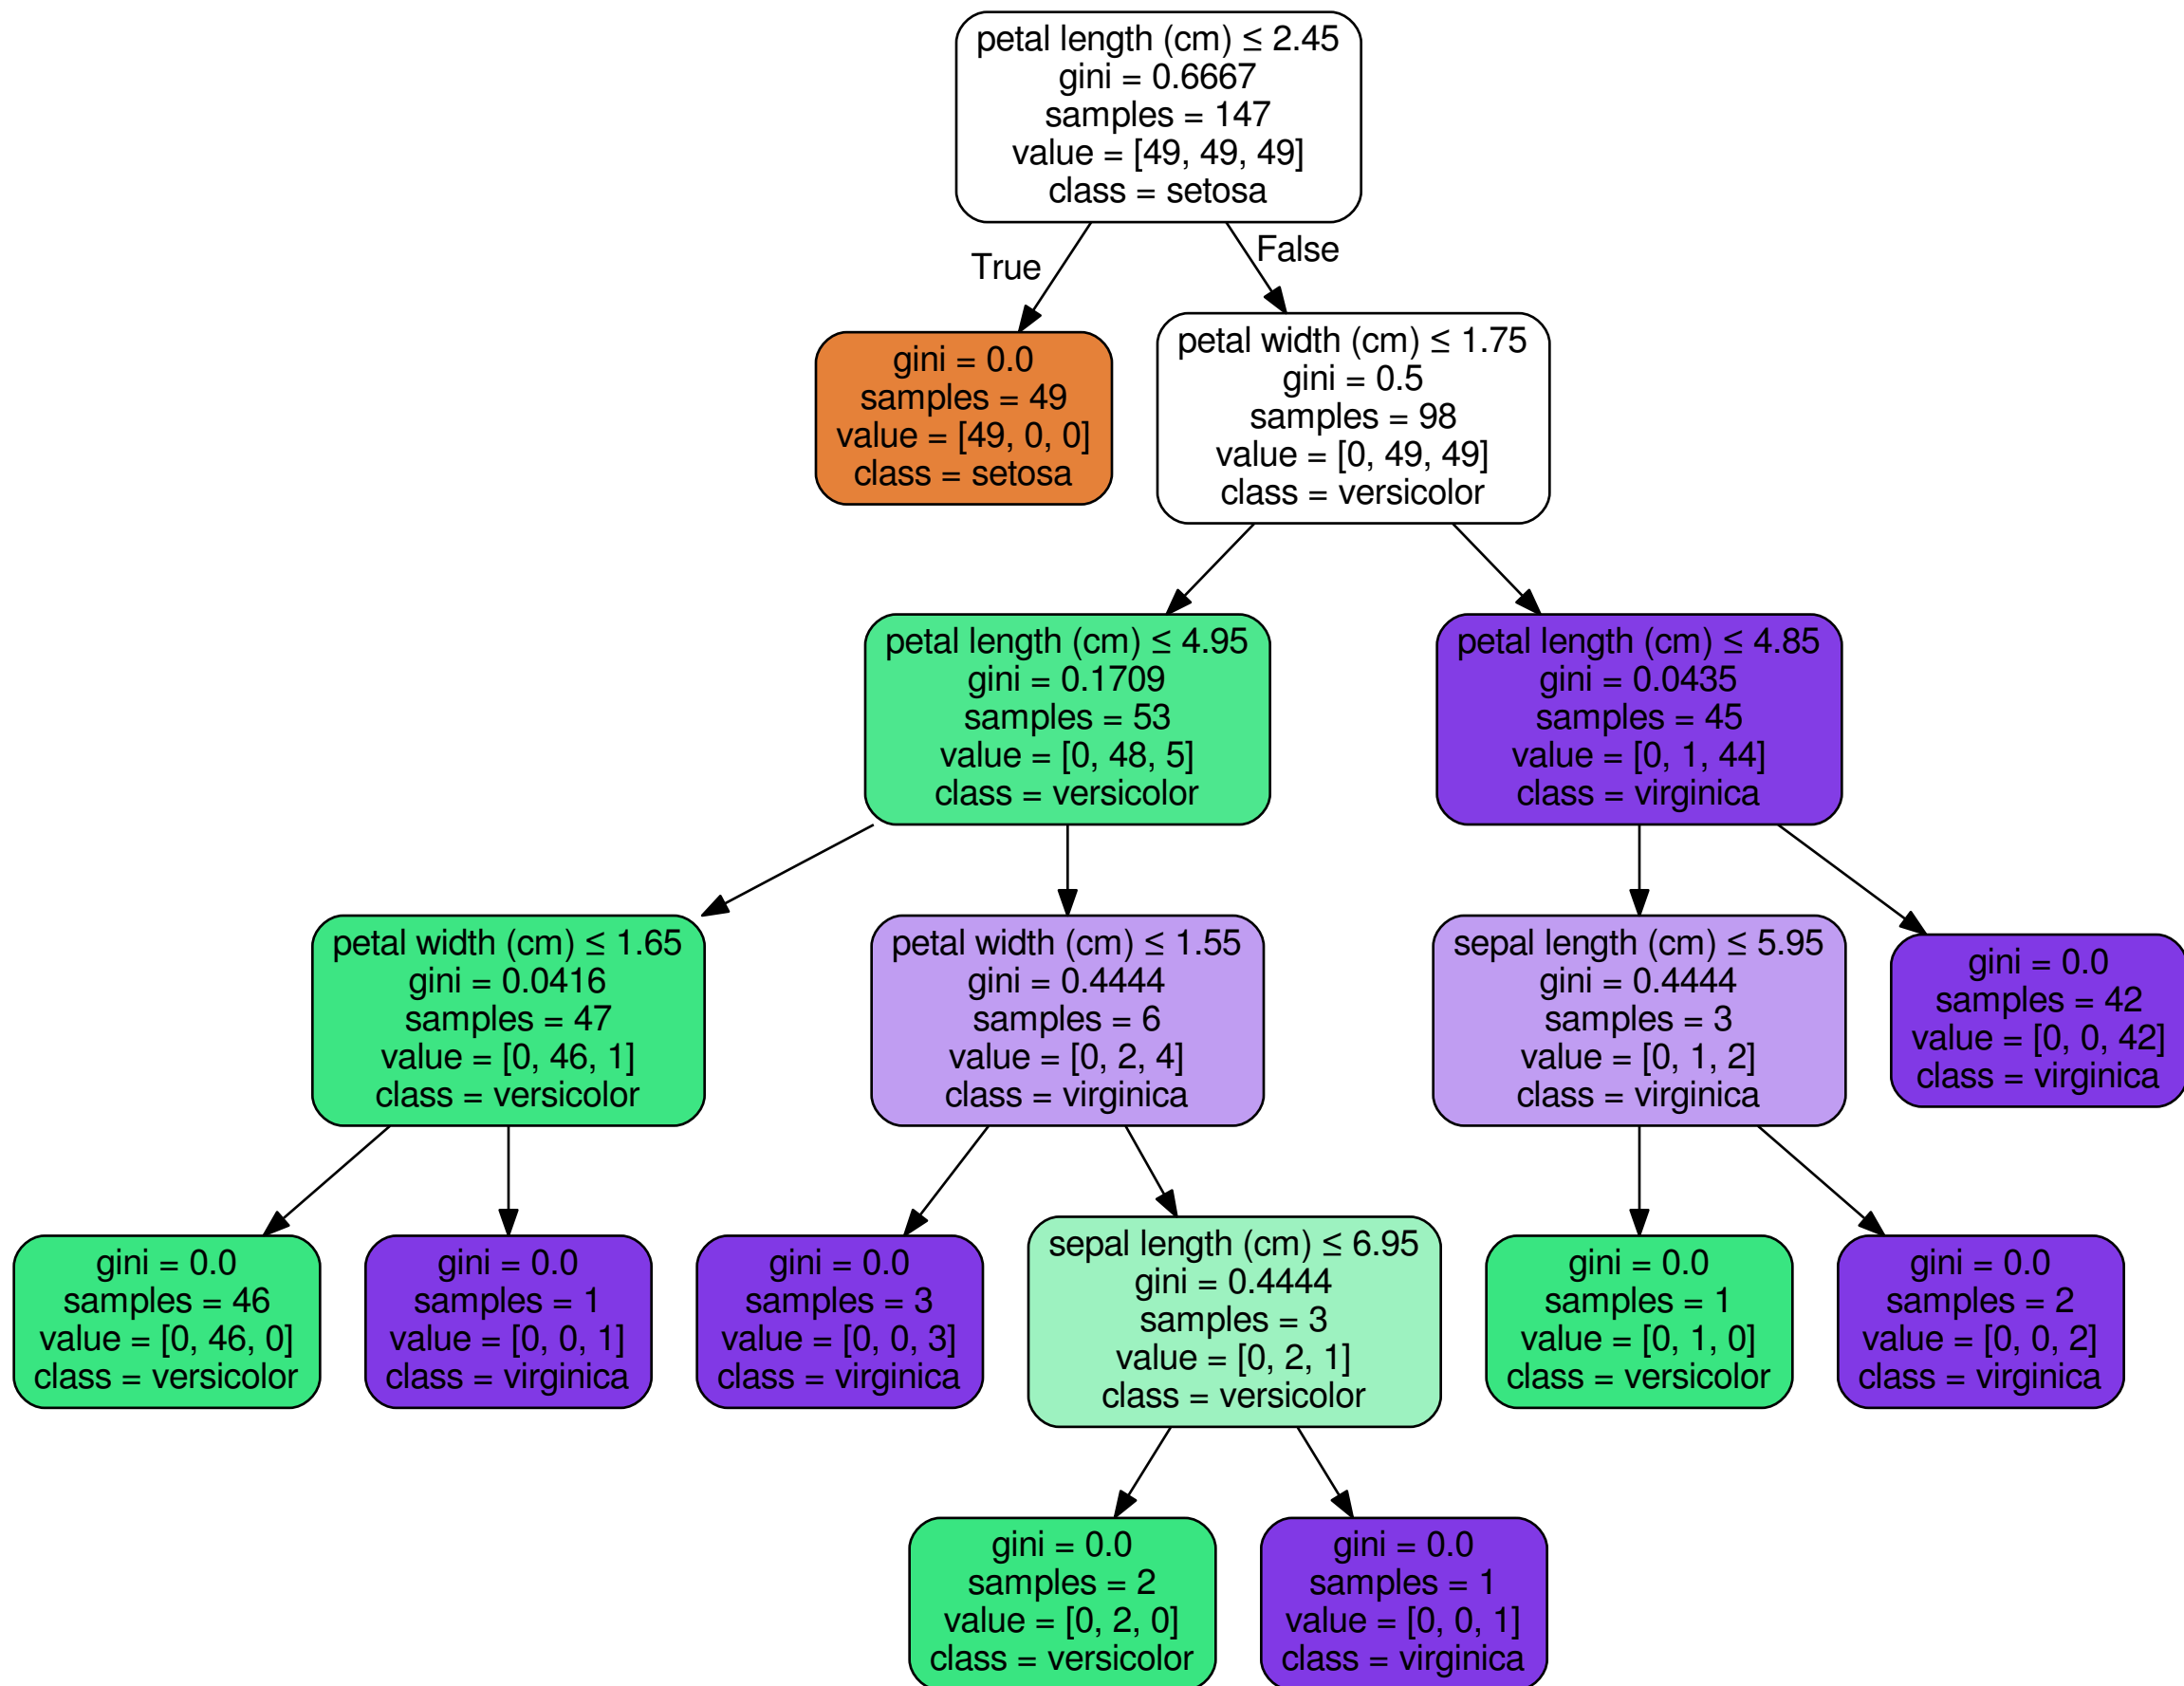 petal length (cm) ≤ 2.45
gini = 0.6667
samples = 147
value = [49, 49, 49]
class = setosa
True
False
gini = 0.0
samples = 49
value = [49, 0, 0]
class = setosa
petal width (cm) ≤ 1.75
gini = 0.5
samples = 98
value = [0, 49, 49]
class = versicolor
petal length (cm) ≤ 4.95
gini = 0.1709
samples = 53
value = [0, 48, 5]
class = versicolor
petal length (cm) ≤ 4.85
gini = 0.0435
samples = 45
value = [0, 1, 44]
class = virginica
petal width (cm) ≤ 1.65
gini = 0.0416
samples = 47
value = [0, 46, 1]
class = versicolor
petal width (cm) ≤ 1.55
gini = 0.4444
samples = 6
value = [0, 2, 4]
class = virginica
sepal length (cm) ≤ 5.95
gini = 0.4444
samples = 3
value = [0, 1, 2]
class = virginica
gini = 0.0
samples = 42
value = [0, 0, 42]
class = virginica
gini = 0.0
samples = 46
value = [0, 46, 0]
class = versicolor
gini = 0.0
samples = 1
value = [0, 0, 1]
class = virginica
gini = 0.0
samples = 3
value = [0, 0, 3]
class = virginica
sepal length (cm) ≤ 6.95
gini = 0.4444
samples = 3
value = [0, 2, 1]
class = versicolor
gini = 0.0
samples = 1
value = [0, 1, 0]
class = versicolor
gini = 0.0
samples = 2
value = [0, 0, 2]
class = virginica
gini = 0.0
samples = 2
value = [0, 2, 0]
class = versicolor
gini = 0.0
samples = 1
value = [0, 0, 1]
class = virginica